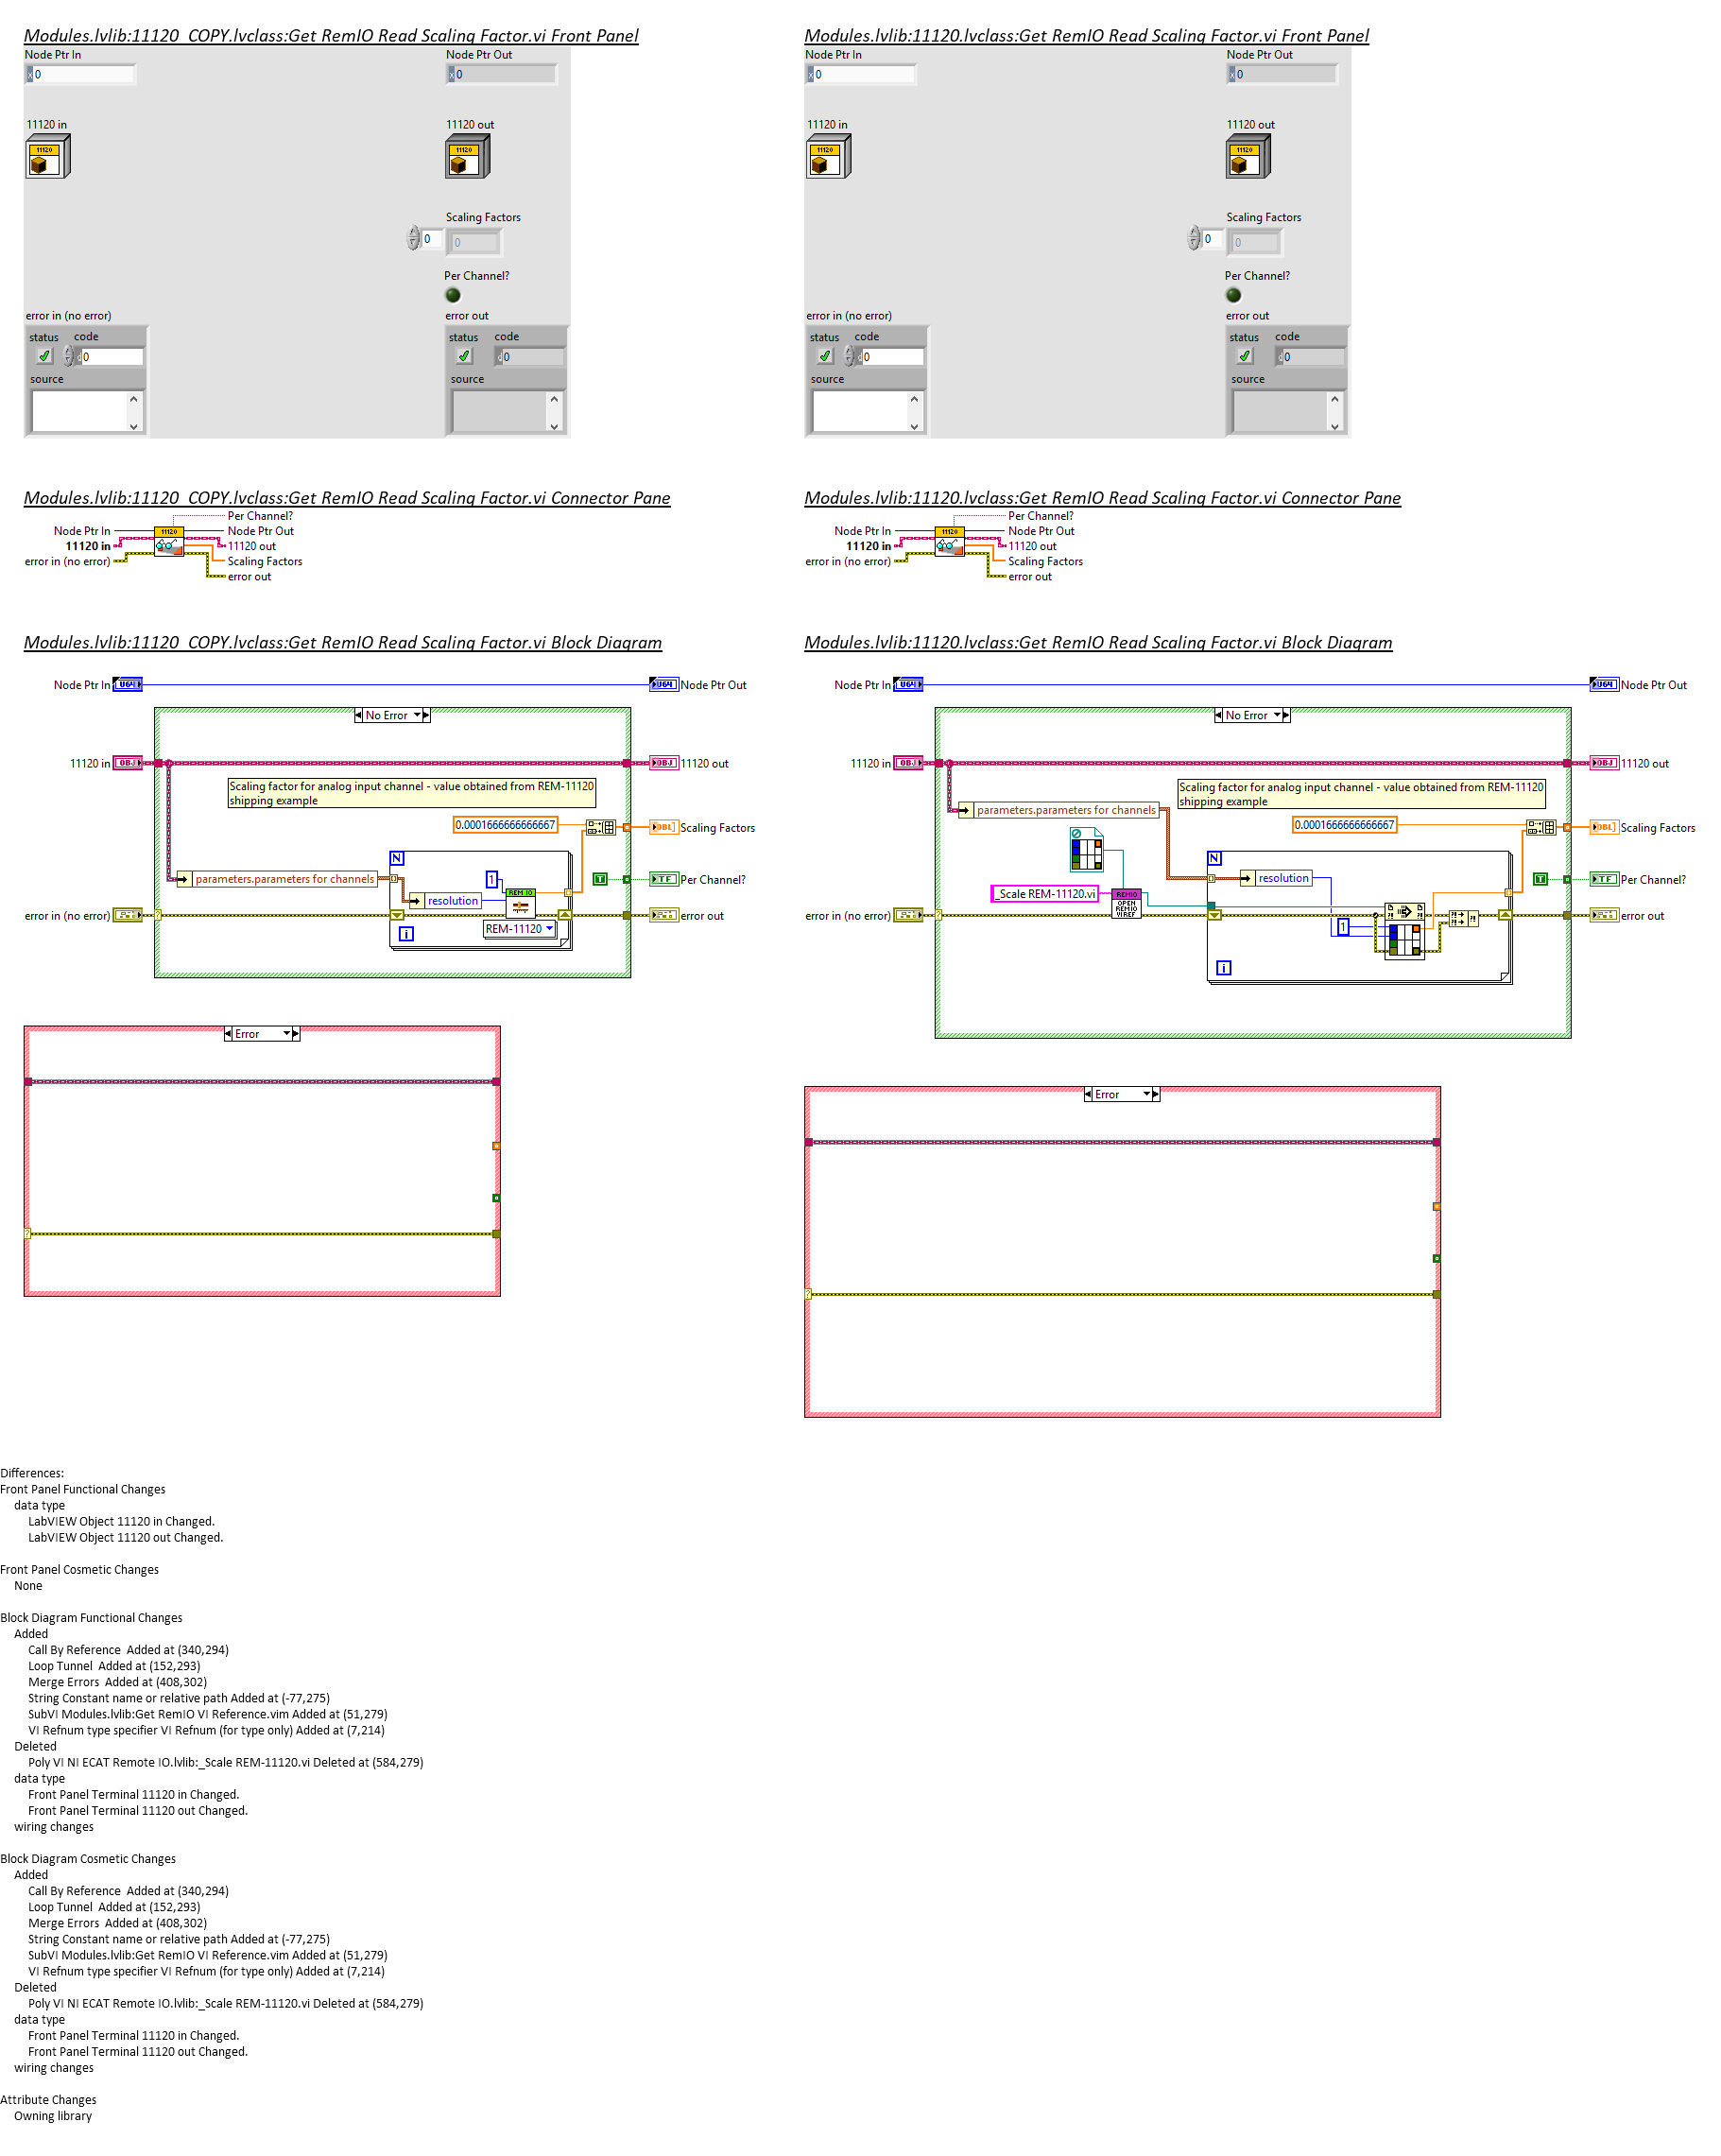 Modules.lvlib:11120_COPY.lvclass:Get RemIO Read Scaling Factor.vi Front Panel
Node Ptr In
Node Ptr Out
x 0
x 0
11120 in
11120 out
11120
11120
Scaling Factors
0
0
Per Channel?
error in (no error)
error out
status code
status code
d 0
d 0
source
source
Modules.lvlib:11120.lvclass:Get RemIO Read Scaling Factor.vi Front Panel
Node Ptr In
Node Ptr Out
x 0
x 0
11120 in
11120 out
11120
11120
Scaling Factors
0
0
Per Channel?
error in (no error)
error out
status code
status code
d 0
d 0
source
source
Modules.lvlib:11120_COPY.lvclass:Get RemIO Read Scaling Factor.vi Connector Pane
Per Channel?
Node Ptr In
11120
Node Ptr Out
11120 in
11120 out
error in (no error)
Scaling Factors
error out
Modules.lvlib:11120.lvclass:Get RemIO Read Scaling Factor.vi Connector Pane
Per Channel?
Node Ptr In
11120
Node Ptr Out
11120 in
11120 out
error in (no error)
Scaling Factors
error out
Modules.lvlib:11120_COPY.lvclass:Get RemIO Read Scaling Factor.vi Block Diagram
Node Ptr In
U64
U64
Node Ptr Out
No Error
11120 in
OBJ
OBJ
11120 out
Scaling factor for analog input channel - value obtained from REM-11120
shipping example
0.0001666666666667
DBL
Scaling Factors
N
parameters.parameters for channels
1
T
TF
Per Channel?
resolution
REM IO
error in (no error)
error out
i
REM-11120
Error
Modules.lvlib:11120.lvclass:Get RemIO Read Scaling Factor.vi Block Diagram
Node Ptr In
U64
U64
Node Ptr Out
No Error
11120 in
OBJ
OBJ
11120 out
Scaling factor for analog input channel - value obtained from REM-11120
shipping example
parameters.parameters for channels
0.0001666666666667
DBL
Scaling Factors
N
resolution
T
TF
Per Channel?
_Scale REM-11120.vi
REMIO
OPEN
REMIO
VI REF
error in (no error)
error out
1
i
Error
Differences:
Front Panel Functional Changes
data type
LabVIEW Object 11120 in Changed.
LabVIEW Object 11120 out Changed.
Front Panel Cosmetic Changes
None
Block Diagram Functional Changes
Added
Call By Reference  Added at (340,294)
Loop Tunnel  Added at (152,293)
Merge Errors  Added at (408,302)
String Constant name or relative path Added at (-77,275)
SubVI Modules.lvlib:Get RemIO VI Reference.vim Added at (51,279)
VI Refnum type specifier VI Refnum (for type only) Added at (7,214)
Deleted
Poly VI NI ECAT Remote IO.lvlib:_Scale REM-11120.vi Deleted at (584,279)
data type
Front Panel Terminal 11120 in Changed.
Front Panel Terminal 11120 out Changed.
wiring changes
Block Diagram Cosmetic Changes
Added
Call By Reference  Added at (340,294)
Loop Tunnel  Added at (152,293)
Merge Errors  Added at (408,302)
String Constant name or relative path Added at (-77,275)
SubVI Modules.lvlib:Get RemIO VI Reference.vim Added at (51,279)
VI Refnum type specifier VI Refnum (for type only) Added at (7,214)
Deleted
Poly VI NI ECAT Remote IO.lvlib:_Scale REM-11120.vi Deleted at (584,279)
data type
Front Panel Terminal 11120 in Changed.
Front Panel Terminal 11120 out Changed.
wiring changes
Attribute Changes
Owning library